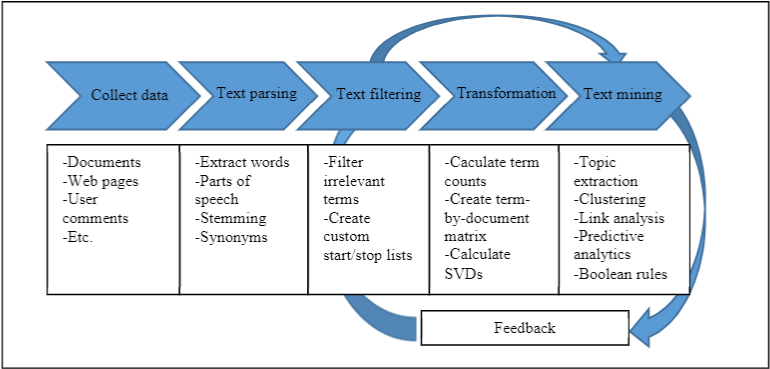 Collect data
Text parsing
Text filtering
Transformation
Text mining
-Documents
-Web pages
-User
comments
-Etc.
-Extract words
-Parts of
speech
-Stemming
-Synonyms
-Filter
irrelevant
terms
-Create
custom
start/stop lists
-Caculate term
counts
-Create term-
by-document
matrix
-Calculate
SVDs
-Topic
extraction
-Clustering
-Link analysis
-Predictive
analytics
-Boolean rules
Feedback